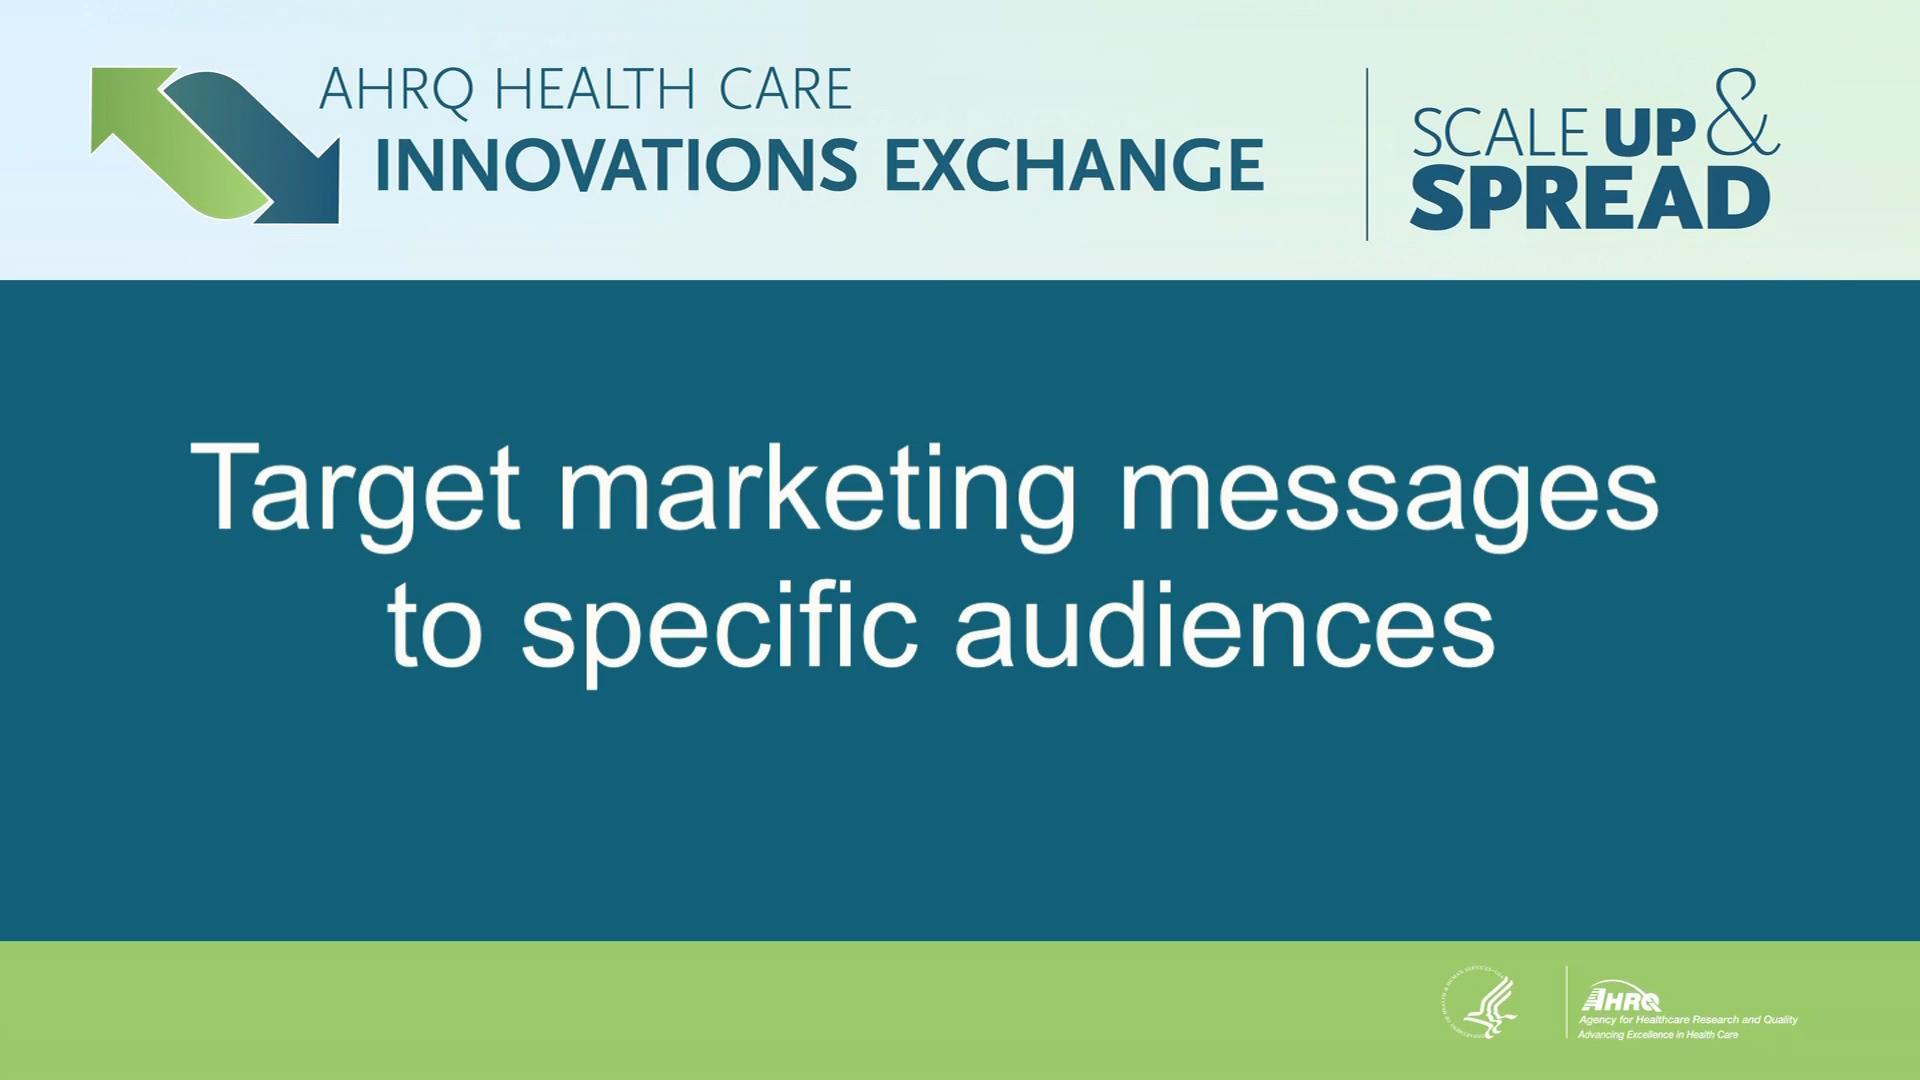 AHRQ HEALTH CARE
INNOVATIONS EXCHANGE
SCALE UP &
SPREAD
Target marketing messages
to specific audiences
AHRQ
Agency for Healthcare Research and Quality
Advancing Excellence in Health Care